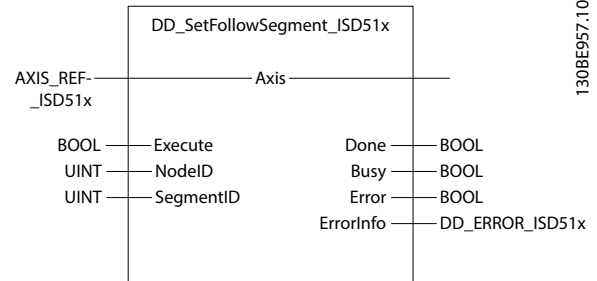 DD_SetFollowSegment_ISD51x
AXIS_REF-
_ISD51x
Axis
BOOL Execute Done BOOL
UINT NodeID Busy BOOL
UINT SegmentID Error BOOL
ErrorInfo DD_ERROR_ISD51x
130BE957.10